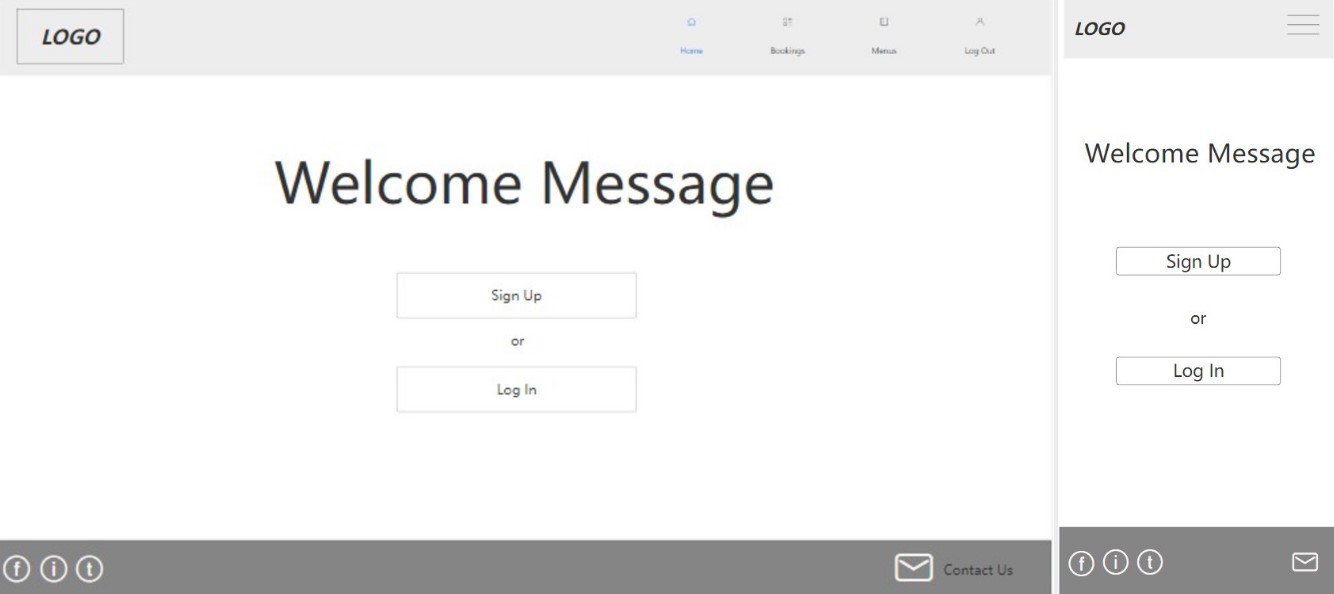 LOGO
Home Bookings Menus Log Out
Welcome Message
Sign Up
or
Log In
f i t Contact Us
LOGO
Welcome Message
Sign Up
or
Log In
f i t